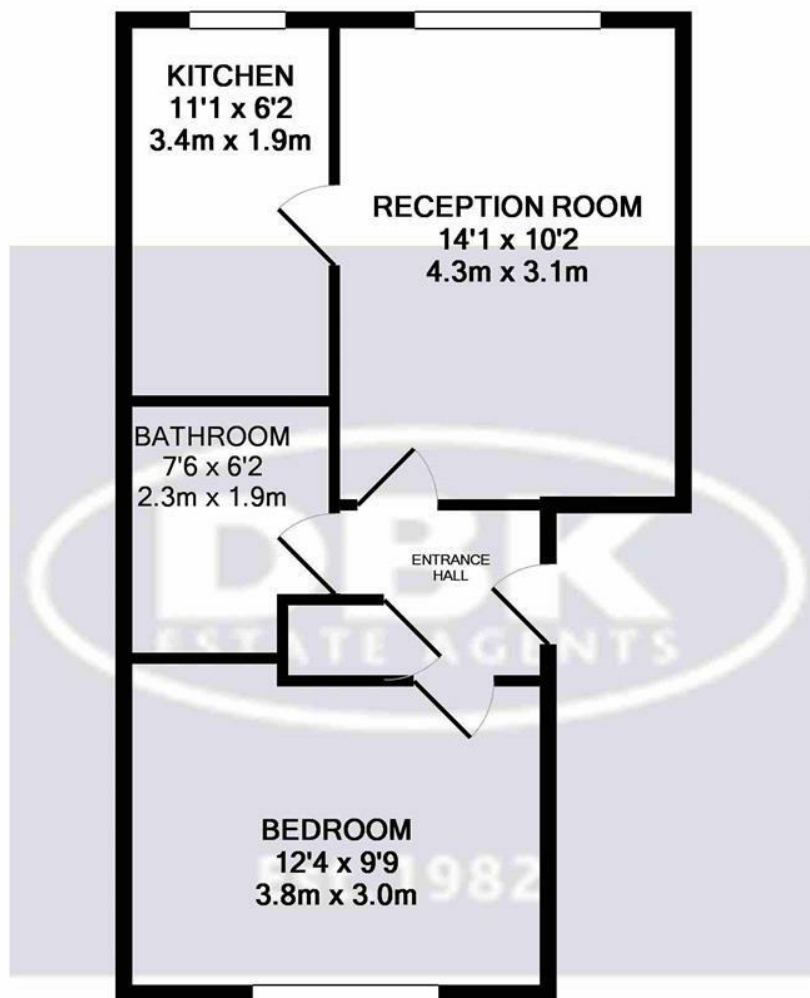 KITCHEN
11'1 x 6'2
3.4m x 1.9m
RECEPTION ROOM
14'1 x 10'2
4.3m x 3.1m
BATHROOM
7'6 x 6'2
2.3m x 1.9m
ENTRANCE
HALL
DBK
ESTATE AGENTS
BEDROOM
12'4 x 9'9
3.8m x 3.0m
1982